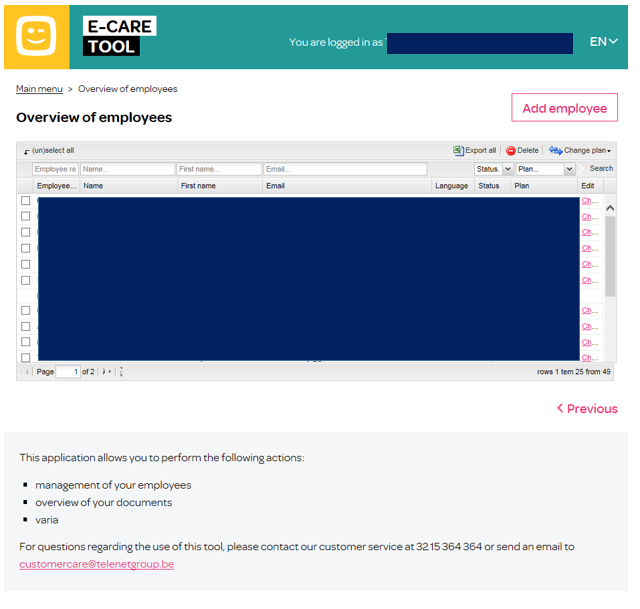 E-CARE
TOOL
You are logged in as
EN
Main menu > Overview of employees
Overview of employees
Add employee
(un)select all
Export all
Delete
Change plan
Employee re
Name...
First name...
Email...
Status.
Plan...
Search
Employee... Name First name Email Language Status Plan Edit
Ch...
Ch...
Ch...
Ch...
Ch...
Ch...
Ch...
Ch...
Ch...
Ch...
Page 1 of 2
rows 1 tem 25 from 49
< Previous
This application allows you to perform the following actions:
▪ management of your employees
▪ overview of your documents
▪ varia
For questions regarding the use of this tool, please contact our customer service at 32 15 364 364 or send an email to
customercare@telenetgroup.be